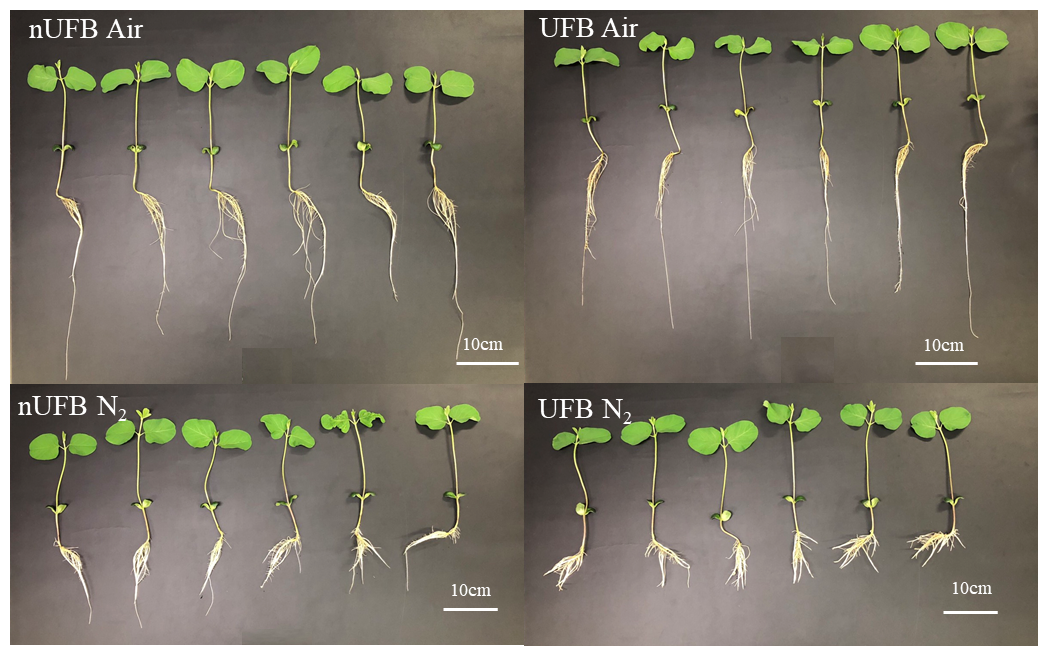 nUFB Air
UFB Air
10cm
10cm
nUFB N₂
UFB N₂
10cm
10cm